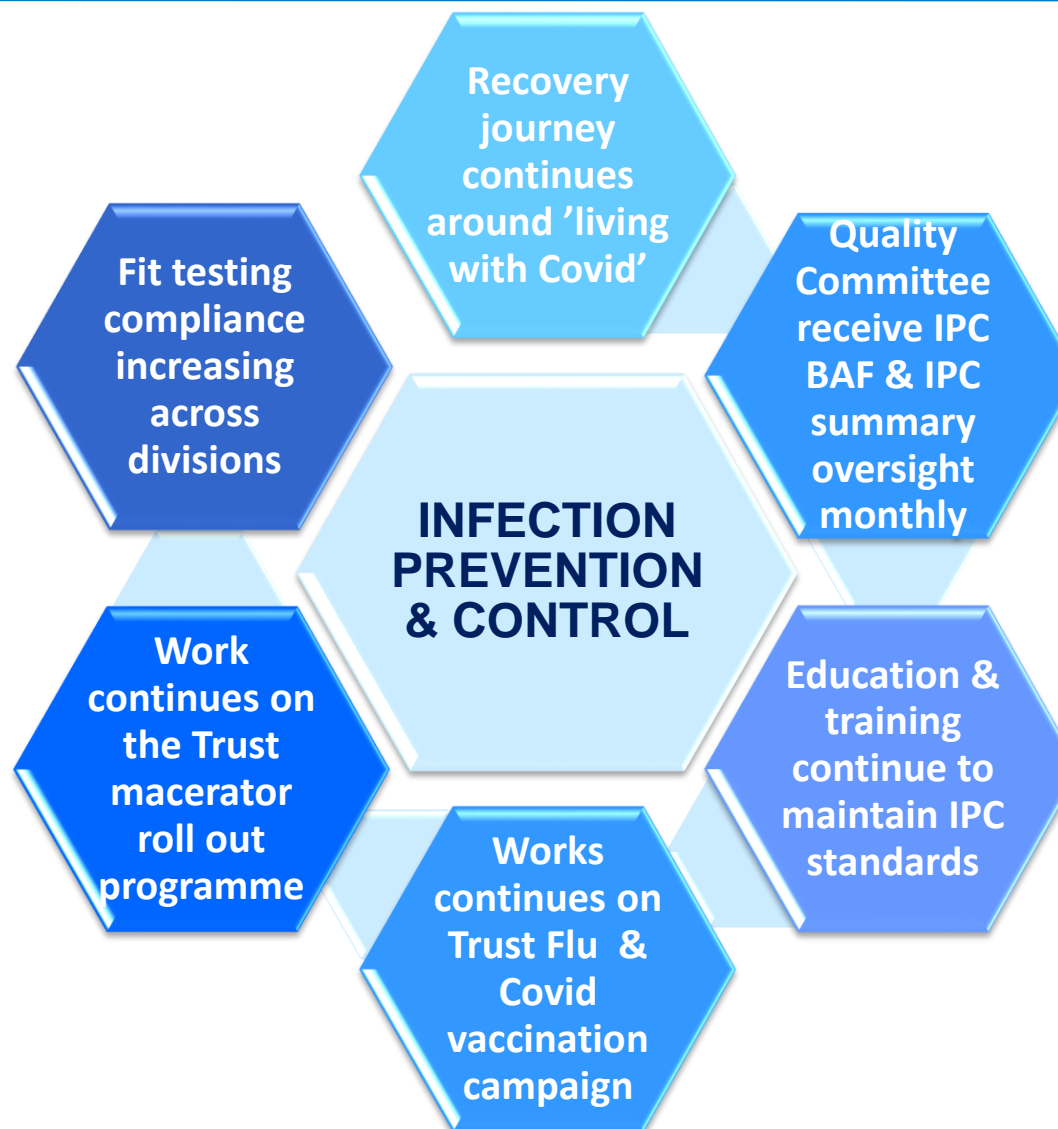 Recovery
journey
continues
around ’living
with Covid’
Quality
Committee
receive IPC
BAF & IPC
summary
oversight
monthly
Education &
training
continue to
maintain IPC
standards
Works
continues on
Trust Flu  &
Covid
vaccination
campaign
Work
continues on
the Trust
macerator
roll out
programme
Fit testing
compliance
increasing
across
divisions
INFECTION
PREVENTION
& CONTROL